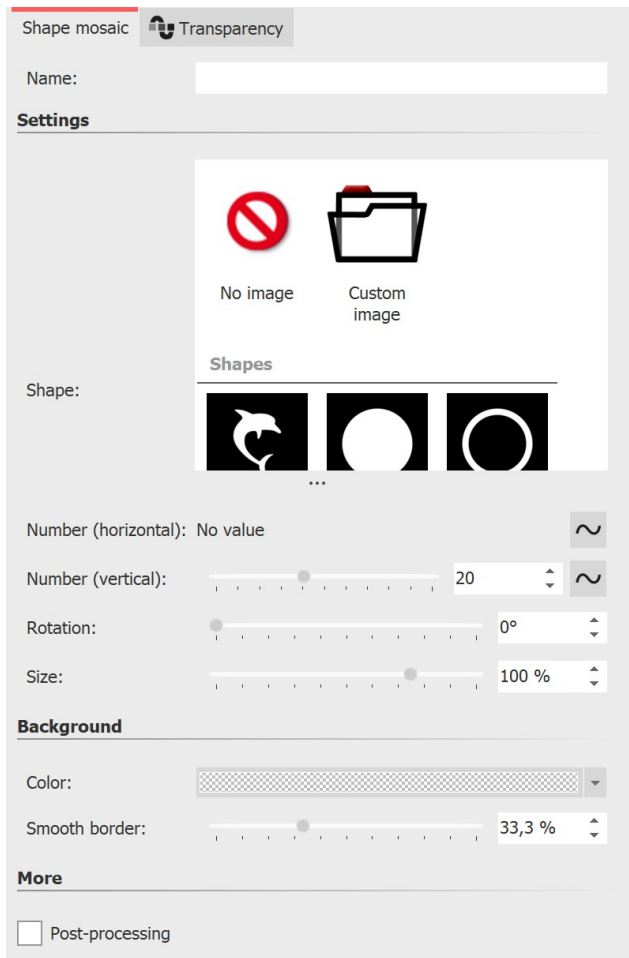 Shape mosaic Transparency
Name:
Settings
No image Custom
image
Shapes
Shape:
...
Number (horizontal): No value
Number (vertical): 20
Rotation: 0°
Size: 100 %
Background
Color:
Smooth border: 33,3 %
More
Post-processing